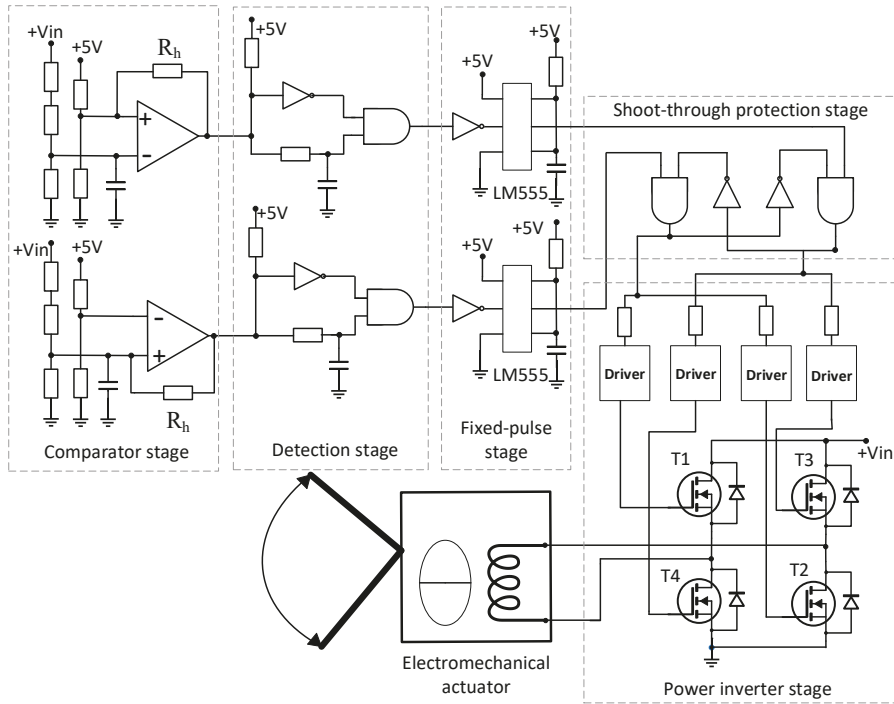 +Vin
+5V
Rh
+
−
+5V
+5V
+5V
LM555
Shoot-through protection stage
+Vin
+5V
−
+
Rh
+5V
+5V
+5V
LM555
Driver
Driver
Driver
Driver
Comparator stage
Detection stage
Fixed-pulse
stage
+Vin
T1
T3
T4
T2
Electromechanical
actuator
Power inverter stage